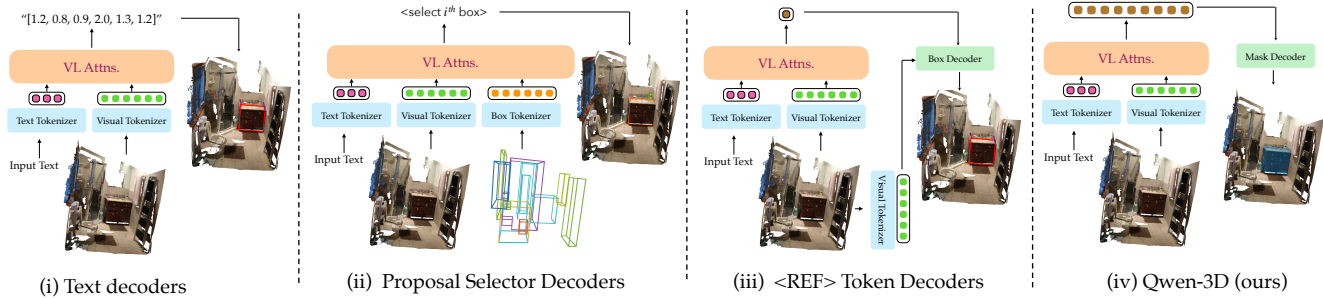 "[1.2, 0.8, 0.9, 2.0, 1.3, 1.2]"
VL Attns.
Text Tokenizer
Visual Tokenizer
Input Text
(i) Text decoders
<select iᵗʰ box>
VL Attns.
Text Tokenizer
Visual Tokenizer
Box Tokenizer
Input Text
(ii) Proposal Selector Decoders
VL Attns.
Box Decoder
Text Tokenizer
Visual Tokenizer
Input Text
Visual Tokenizer
(iii) <REF> Token Decoders
VL Attns.
Mask Decoder
Text Tokenizer
Visual Tokenizer
Input Text
(iv) Qwen-3D (ours)